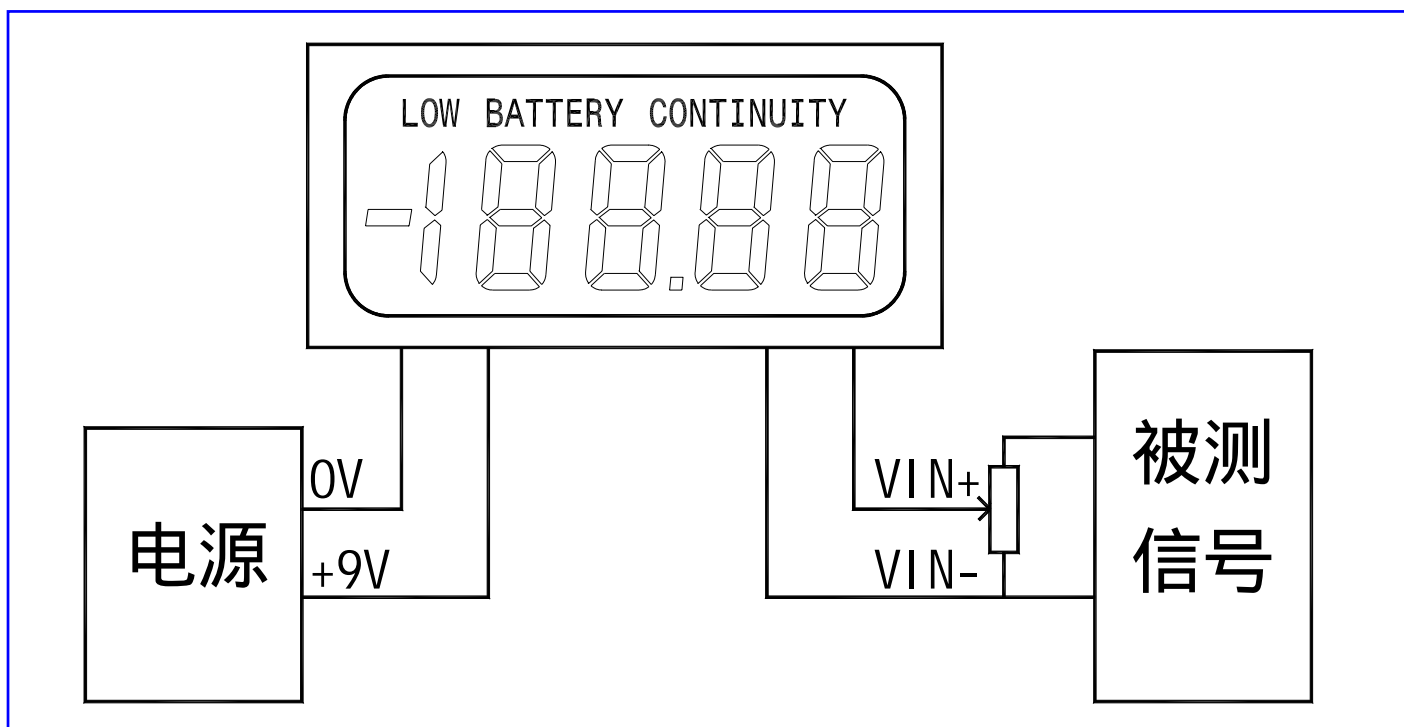 LOW BATTERY CONTINUITY
-188.88
0V
+9V
电源
VIN+
VIN-
被测
信号